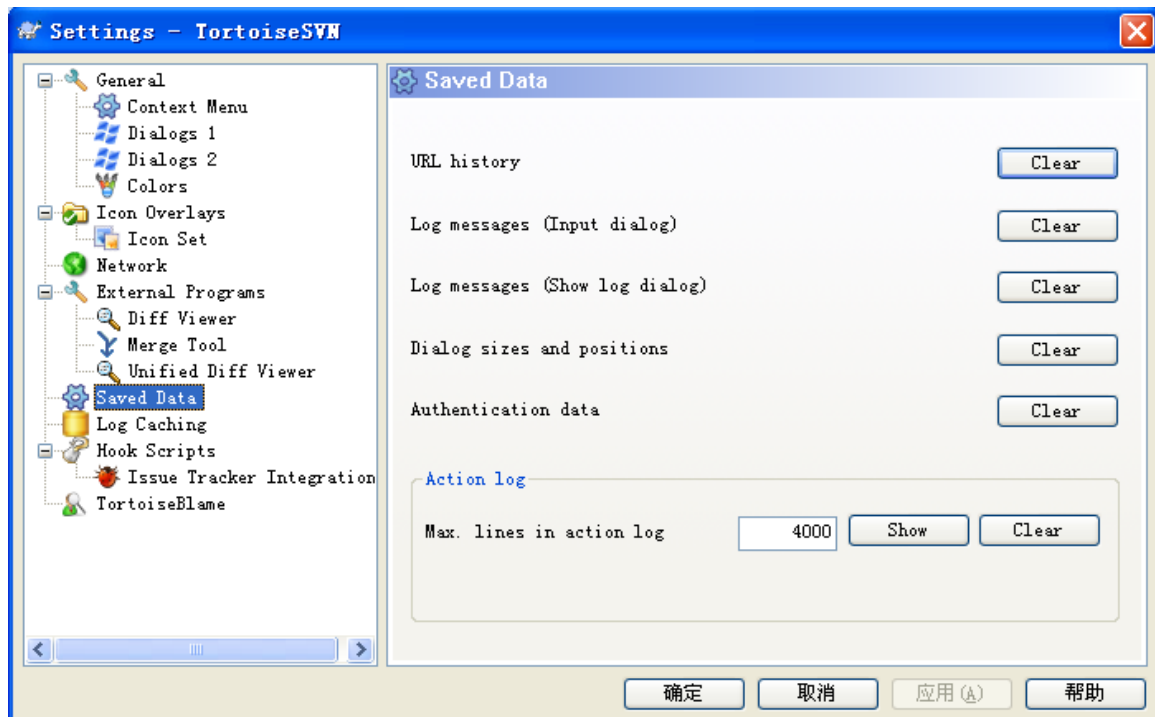 Settings - TortoiseSVN
General
Context Menu
Dialogs 1
Dialogs 2
Colors
Icon Overlays
Icon Set
Network
External Programs
Diff Viewer
Merge Tool
Unified Diff Viewer
Saved Data
Log Caching
Hook Scripts
Issue Tracker Integration
TortoiseBlame
Saved Data
URL history Clear
Log messages (Input dialog) Clear
Log messages (Show log dialog) Clear
Dialog sizes and positions Clear
Authentication data Clear
Action log
Max. lines in action log 4000 Show Clear
确定 取消 应用(A) 帮助